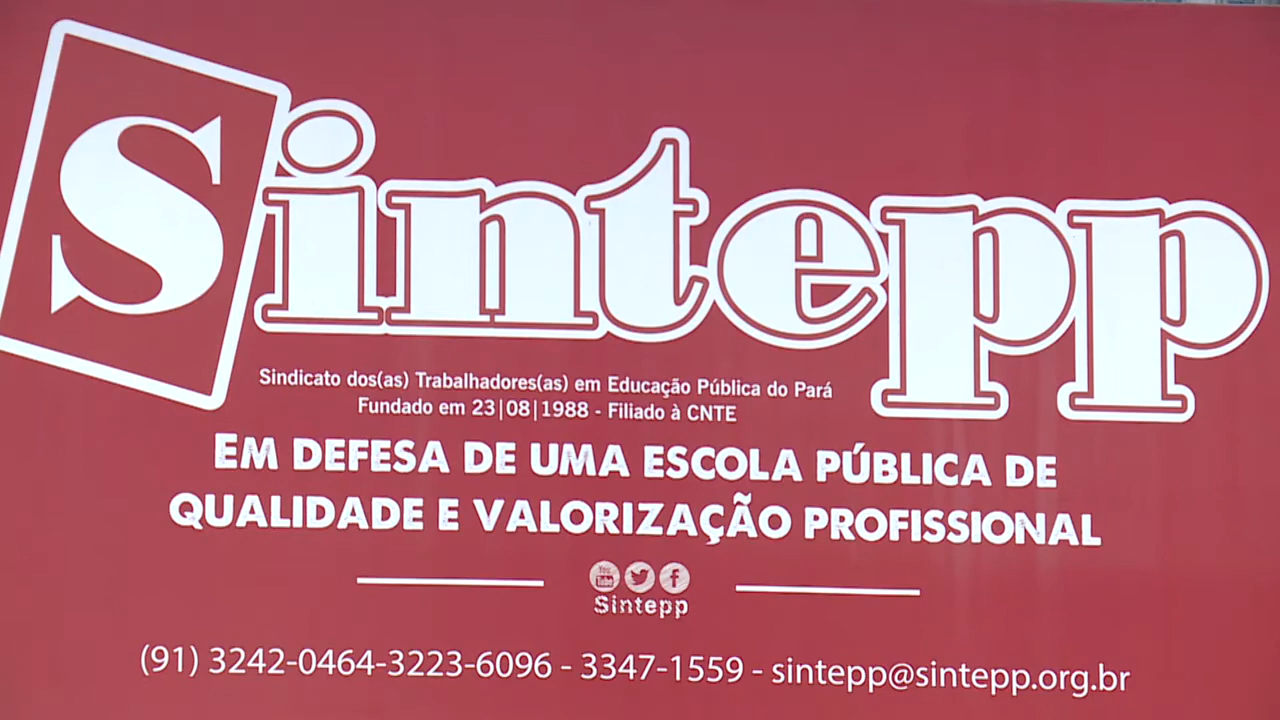 Sintepp
Sindicato dos(as) Trabalhadores(as) em Educação Pública do Pará
Fundado em 23|08|1988 - Filiado à CNTE
EM DEFESA DE UMA ESCOLA PÚBLICA DE
QUALIDADE E VALORIZAÇÃO PROFISSIONAL
You Tube f
Sintepp
(91) 3242-0464-3223-6096 - 3347-1559 - sintepp@sintepp.org.br